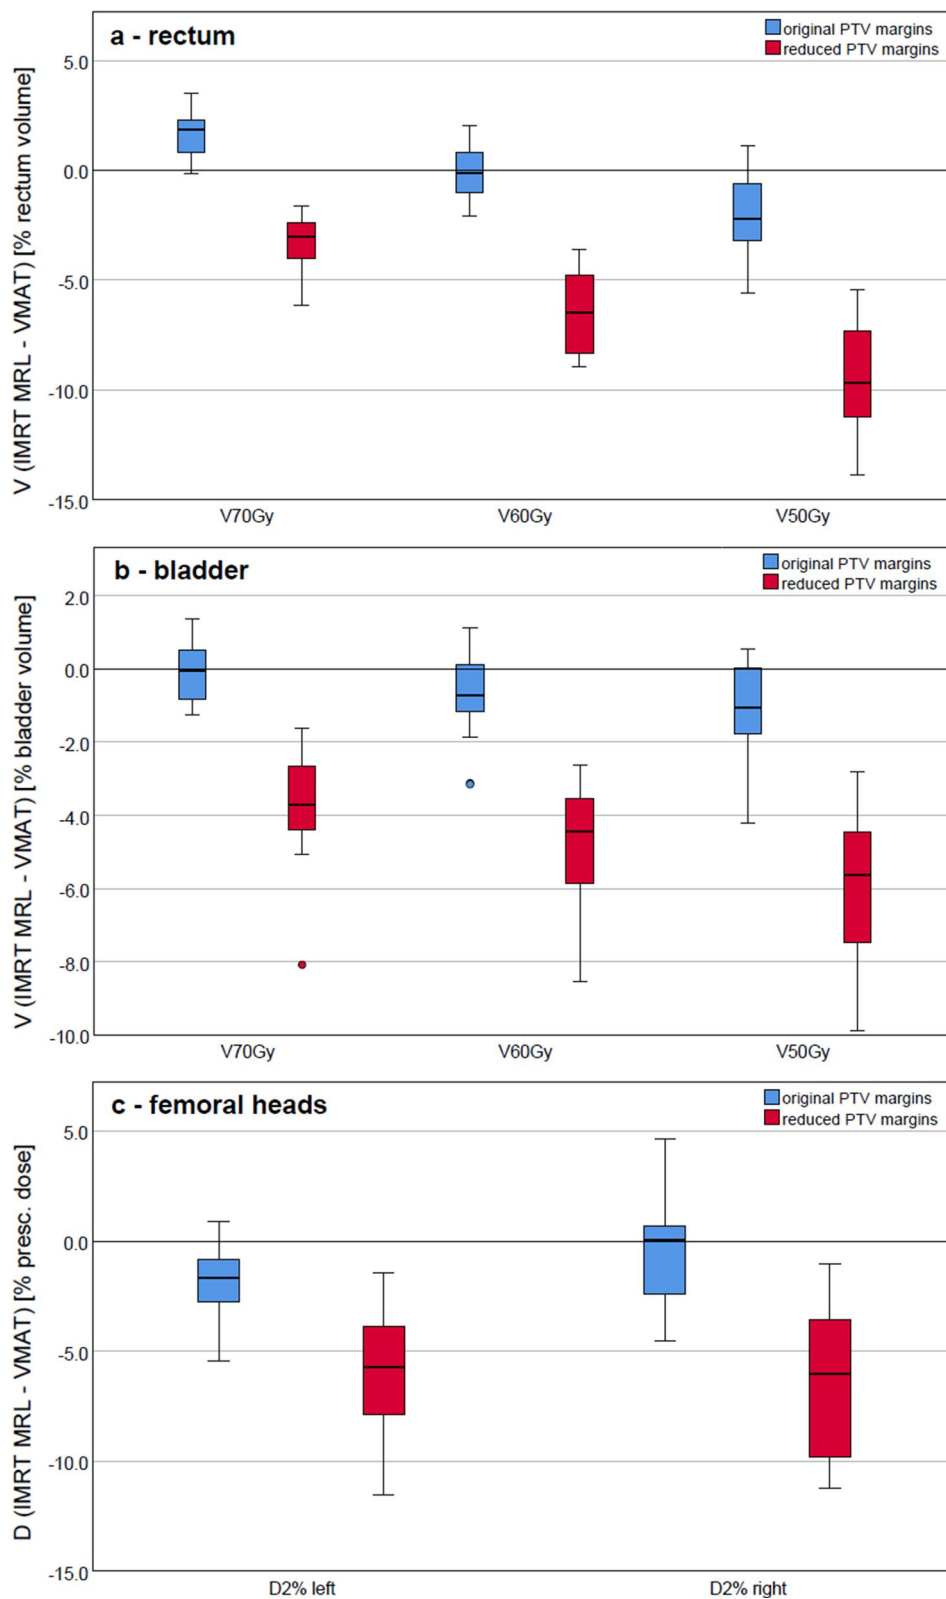 a - rectum
original PTV margins
reduced PTV margins
V (IMRT MRL - VMAT) [% rectum volume]
5.0
0.0
-5.0
-10.0
-15.0
V70Gy
V60Gy
V50Gy
b - bladder
original PTV margins
reduced PTV margins
V (IMRT MRL - VMAT) [% bladder volume]
2.0
0.0
-2.0
-4.0
-6.0
-8.0
-10.0
V70Gy
V60Gy
V50Gy
c - femoral heads
original PTV margins
reduced PTV margins
D (IMRT MRL - VMAT) [% presc. dose]
5.0
0.0
-5.0
-10.0
-15.0
D2% left
D2% right